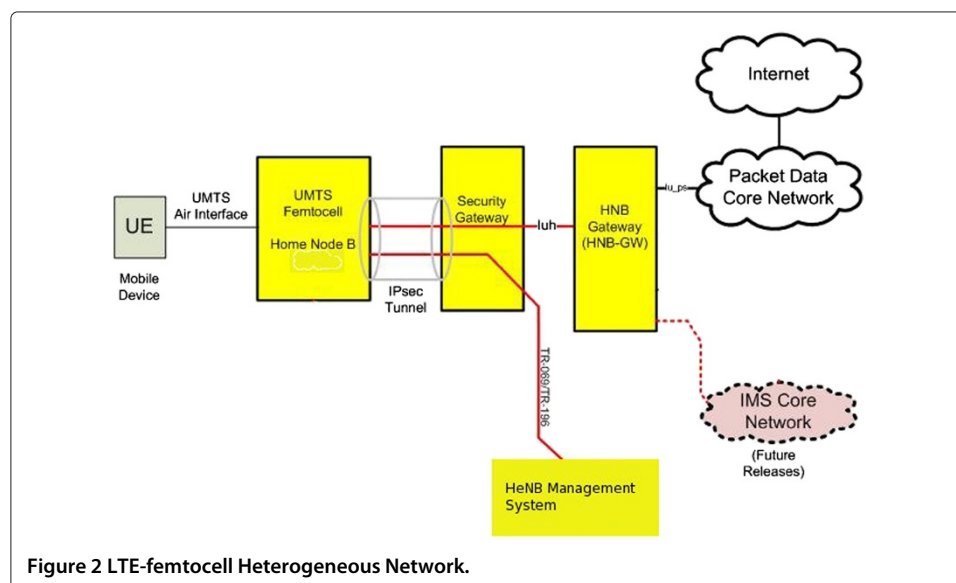 Internet
Packet Data
Core Network
Iu_ps
HNB
Gateway
(HNB-GW)
Iuh
Security
Gateway
UMTS
Femtocell
Home Node B
UMTS
Air Interface
UE
Mobile
Device
IPsec
Tunnel
TR-069/TR-196
IMS Core
Network
(Future
Releases)
HeNB Management
System
Figure 2 LTE-femtocell Heterogeneous Network.